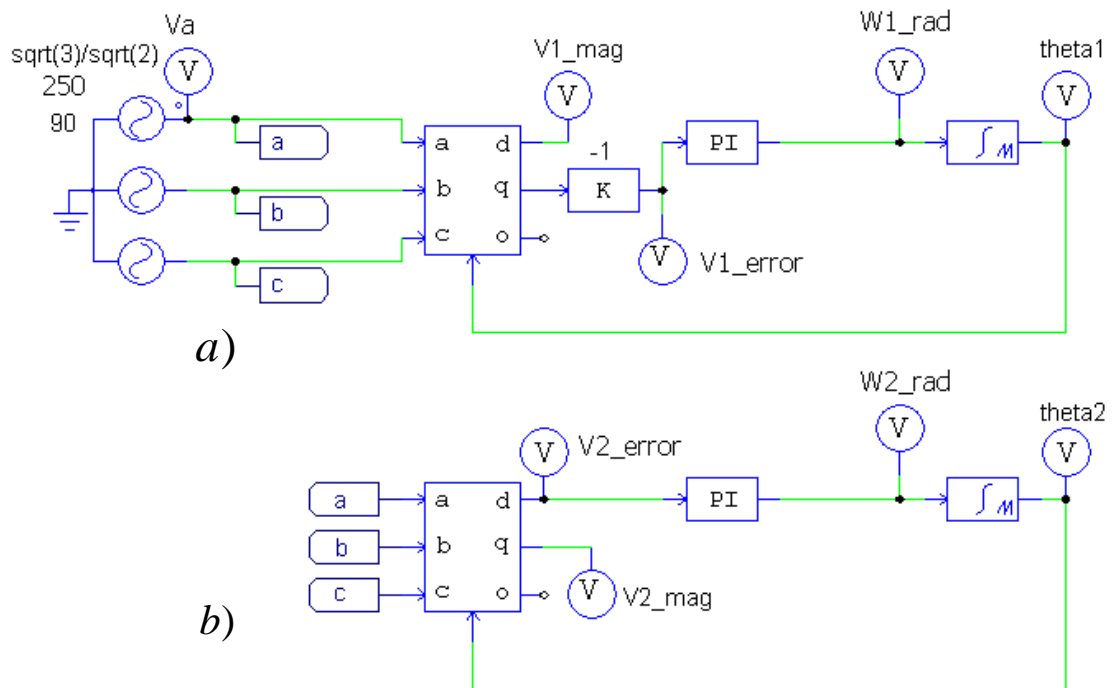 Va
sqrt(3)/sqrt(2)
250
90
V
a
b
c
a
b
c
d
q
o
V1_mag
V
-1
K
V
V1_error
PI
W1_rad
V
∫ M
theta1
V
a)
a
b
c
a
b
c
d
q
o
V
V2_error
V
V2_mag
PI
W2_rad
V
∫ M
theta2
V
b)